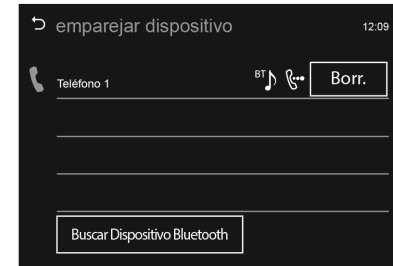 emparejar dispositivo 12:09
Teléfono 1 BT Borr.
Buscar Dispositivo Bluetooth